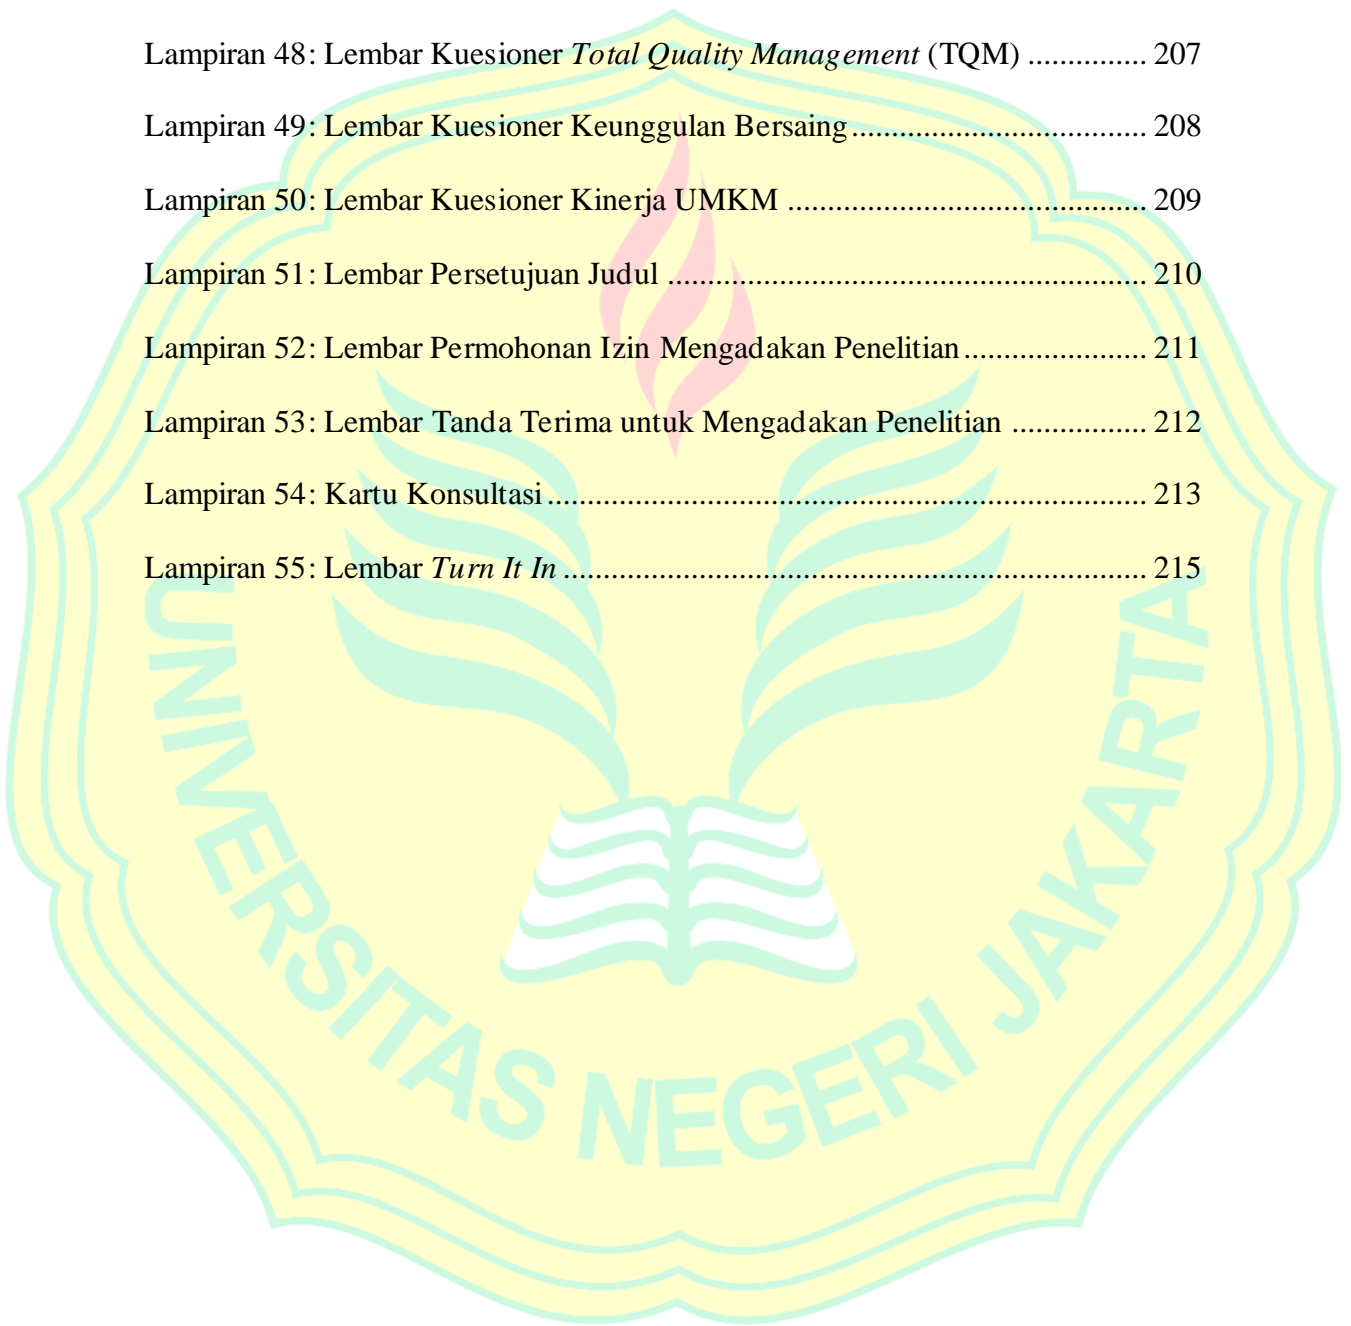 Lampiran 48: Lembar Kuesioner Total Quality Management (TQM) ............... 207
Lampiran 49: Lembar Kuesioner Keunggulan Bersaing..................................... 208
Lampiran 50: Lembar Kuesioner Kinerja UMKM ............................................. 209
Lampiran 51: Lembar Persetujuan Judul ............................................................ 210
Lampiran 52: Lembar Permohonan Izin Mengadakan Penelitian....................... 211
Lampiran 53: Lembar Tanda Terima untuk Mengadakan Penelitian ................. 212
Lampiran 54: Kartu Konsultasi........................................................................... 213
Lampiran 55: Lembar Turn It In ......................................................................... 215
UNIVERSITAS NEGERI JAKARTA